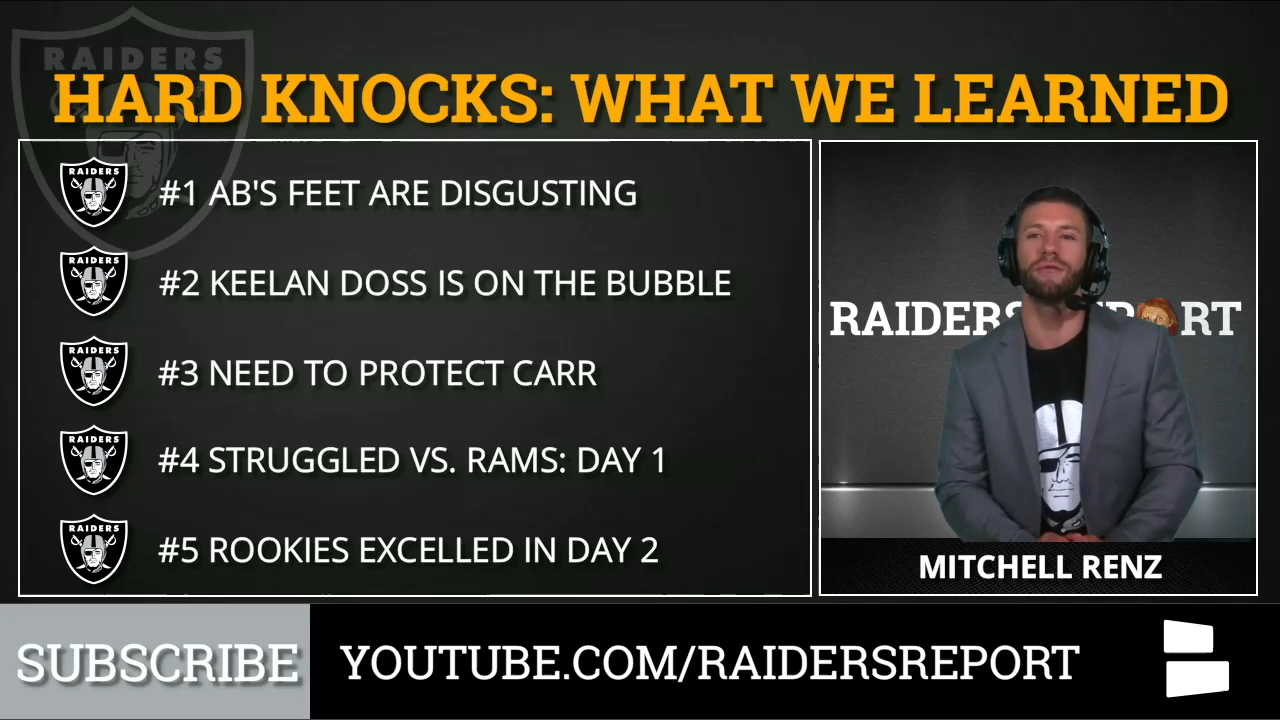 RAIDERS
HARD KNOCKS: WHAT WE LEARNED
RAIDERS
#1 AB'S FEET ARE DISGUSTING
RAIDERS
#2 KEELAN DOSS IS ON THE BUBBLE
RAIDERS
#3 NEED TO PROTECT CARR
RAIDERS
#4 STRUGGLED VS. RAMS: DAY 1
RAIDERS
#5 ROOKIES EXCELLED IN DAY 2
MITCHELL RENZ
SUBSCRIBE
YOUTUBE.COM/RAIDERSREPORT